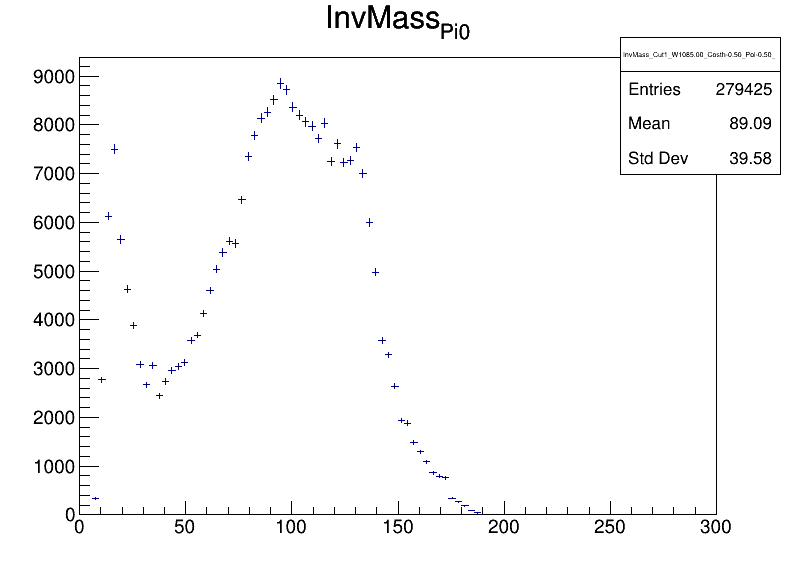 InvMass_Pi0
InvMass_Cut1_W1085.00_Costh-0.50_Pol-0.50_
Entries 279425
Mean 89.09
Std Dev 39.58
9000
8000
7000
6000
5000
4000
3000
2000
1000
0
0 50 100 150 200 250 300